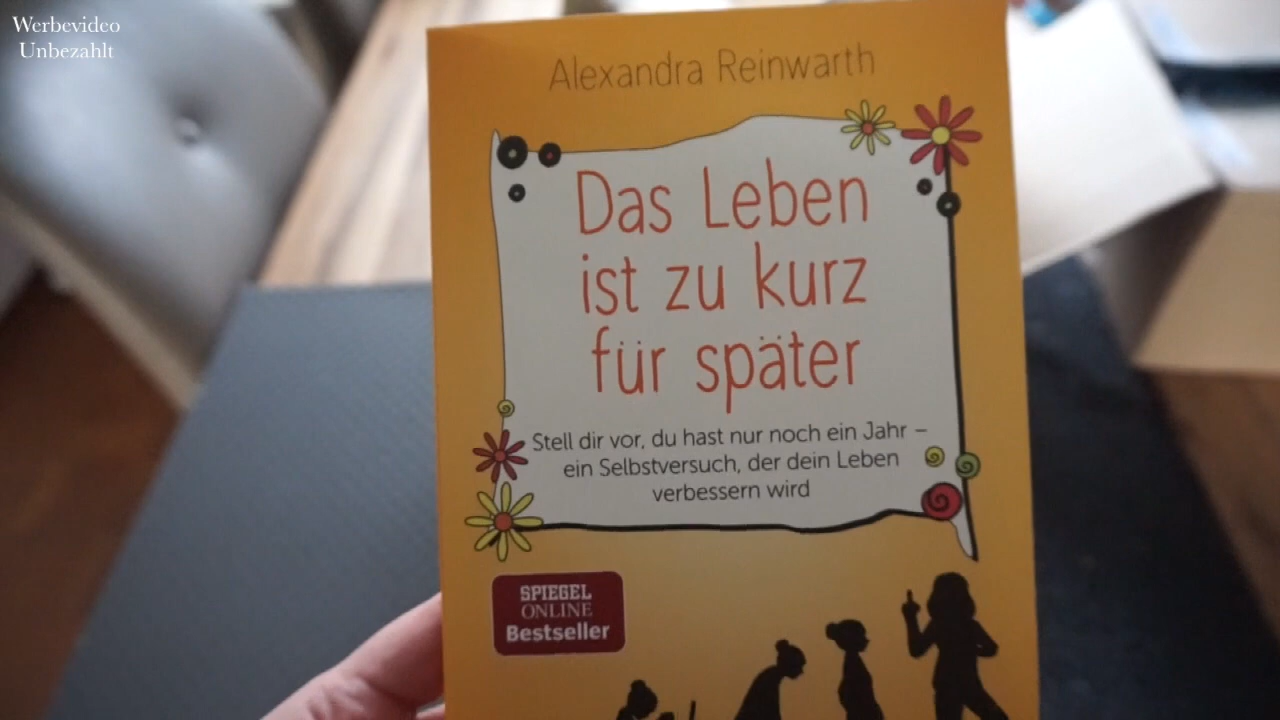 Werbevideo
Unbezahlt
Alexandra Reinwarth
Das Leben
ist zu kurz
für später
Stell dir vor, du hast nur noch ein Jahr –
ein Selbstversuch, der dein Leben
verbessern wird
SPIEGEL
ONLINE
Bestseller